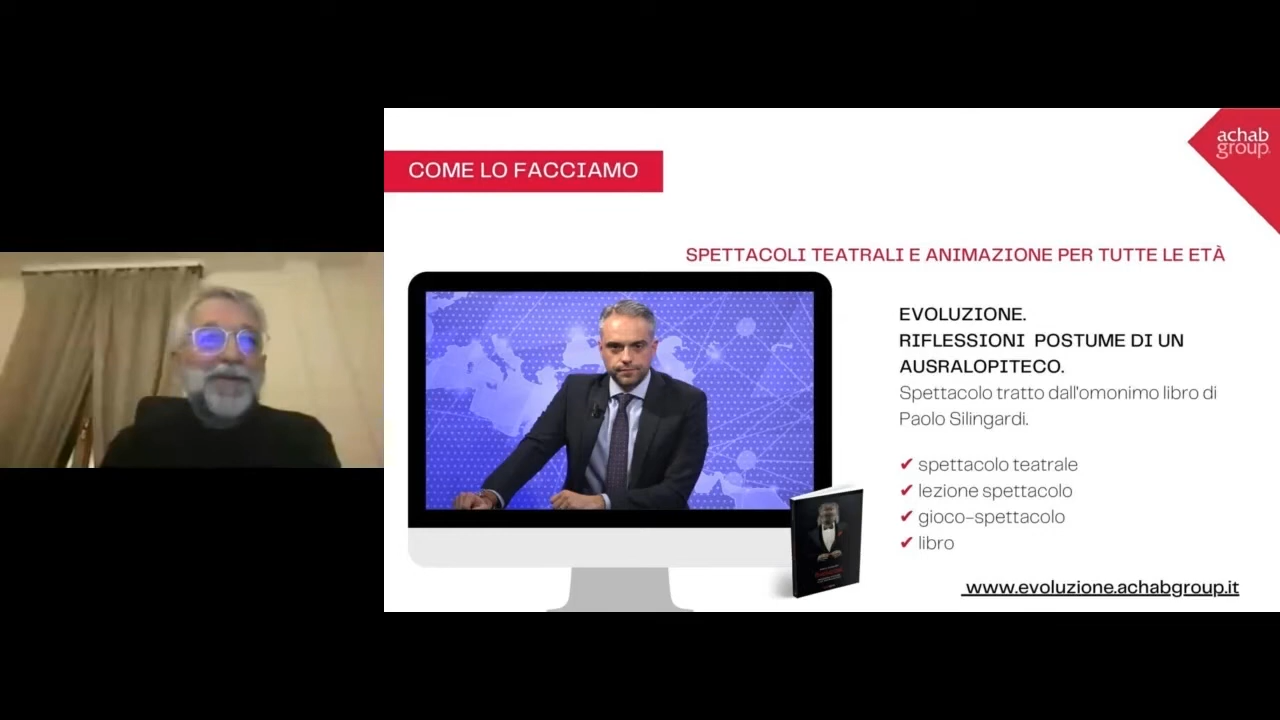 COME LO FACCIAMO
achab
group.
SPETTACOLI TEATRALI E ANIMAZIONE PER TUTTE LE ETÀ
EVOLUZIONE.
RIFLESSIONI POSTUME DI UN
AUSRALOPITECO.
Spettacolo tratto dall'omonimo libro di
Paolo Silingardi.
✔ spettacolo teatrale
✔ lezione spettacolo
✔ gioco-spettacolo
✔ libro
www.evoluzione.achabgroup.it